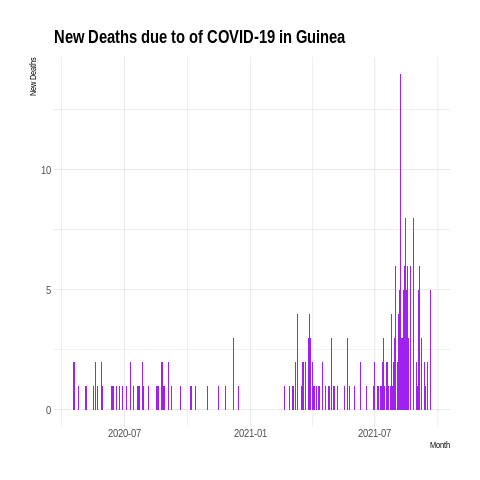 New Deaths due to of COVID-19 in Guinea
New Deaths
10
5
0
2020-07
2021-01
2021-07
Month